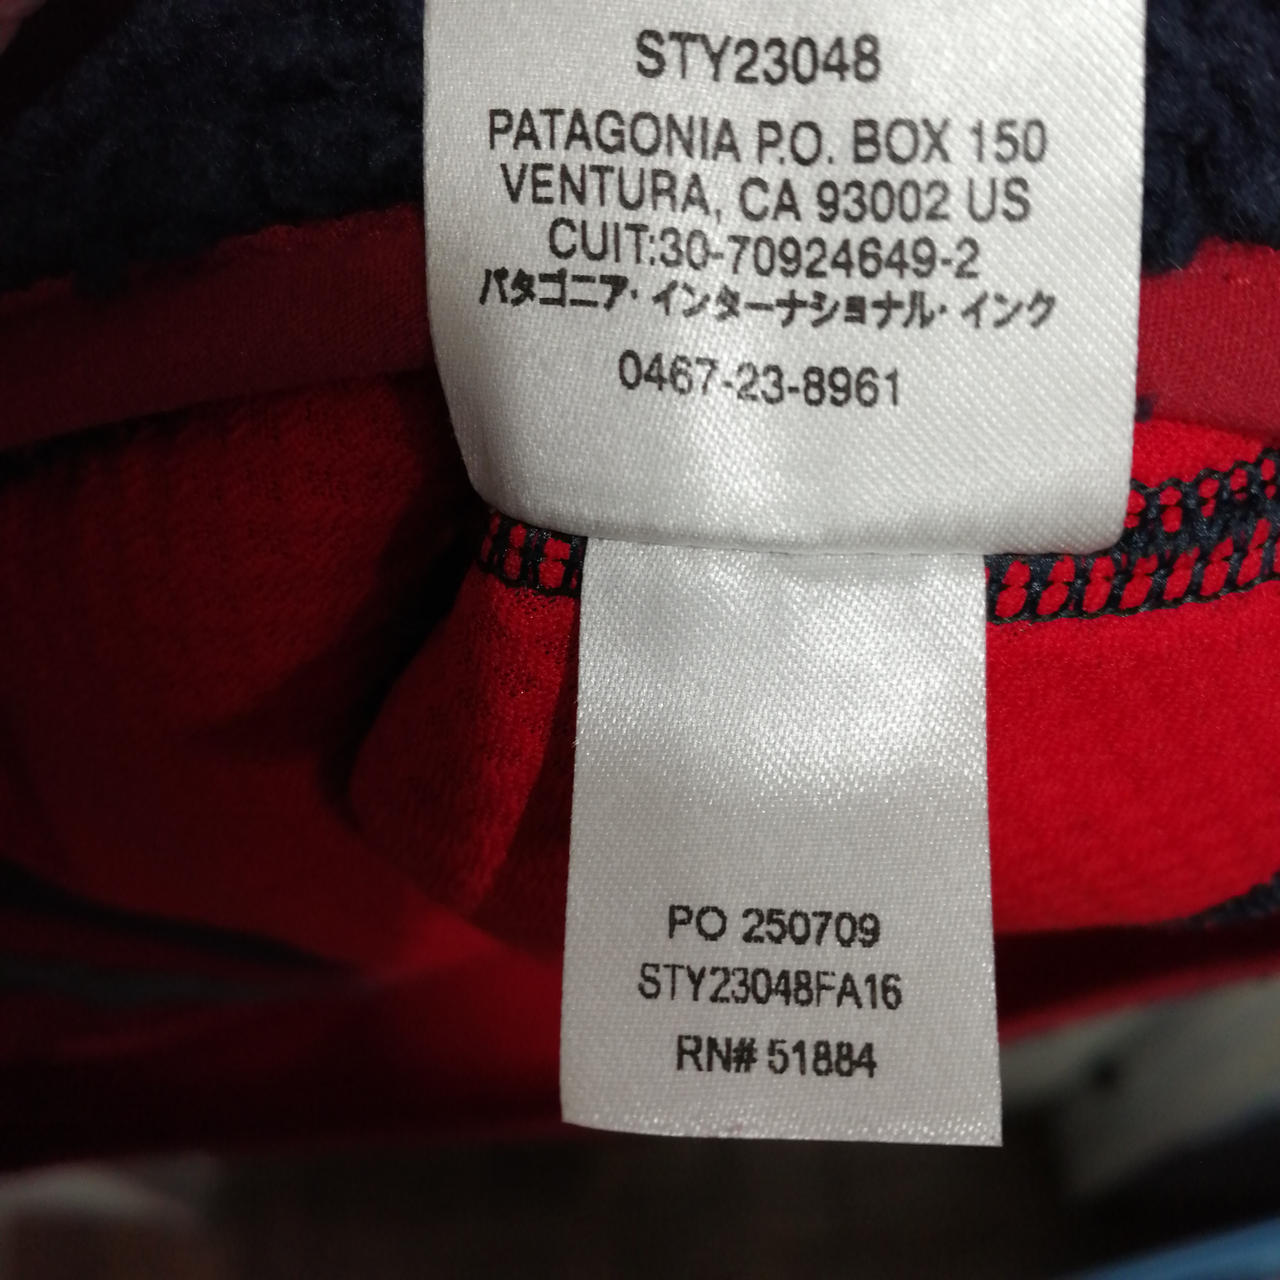 STY23048
PATAGONIA P.O. BOX 150
VENTURA, CA 93002 US
CUIT:30-70924649-2
パタゴニア・インターナショナル・インク
0467-23-8961
PO 250709
STY23048FA16
RN# 51884